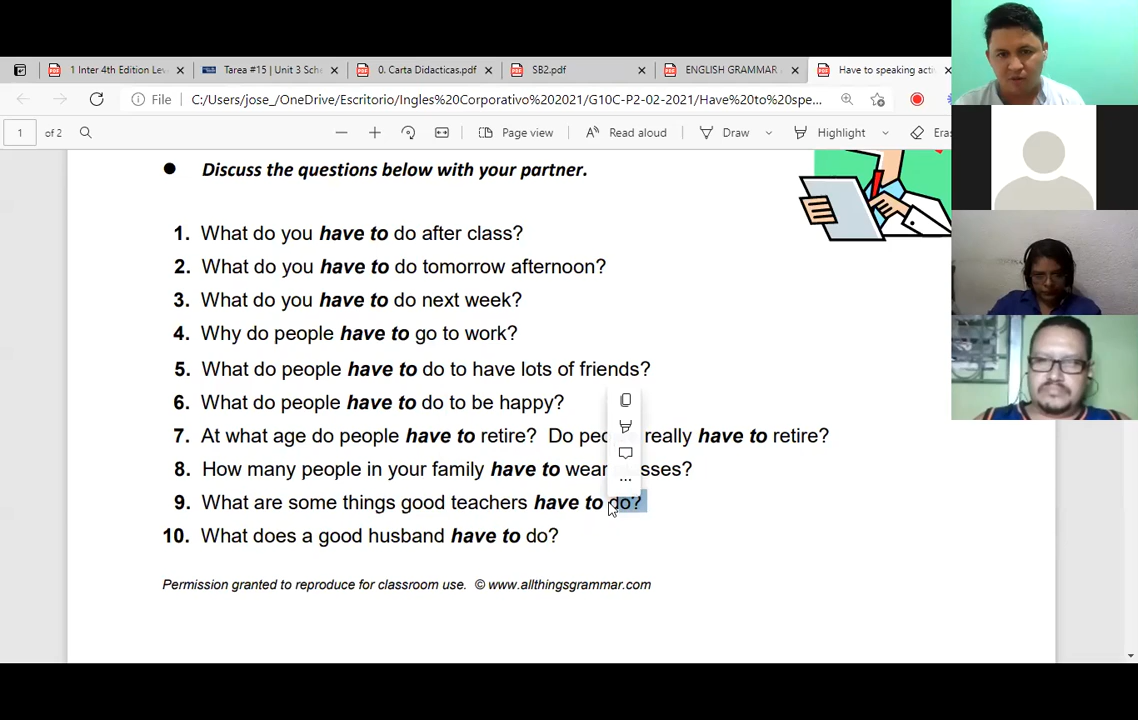 1 Inter 4th Edition Lev
Tarea #15 | Unit 3 Sch
0. Carta Didacticas.pdf
SB2.pdf
ENGLISH GRAMMAR
Have to speaking acti
File
C:/Users/jose_/OneDrive/Escritorio/Ingles%20Corporativo%202021/G10C-P2-02-2021/Have%20to%20spe...
1 of 2
Page view
Read aloud
Draw
Highlight
Eras
Discuss the questions below with your partner.
1. What do you have to do after class?
2. What do you have to do tomorrow afternoon?
3. What do you have to do next week?
4. Why do people have to go to work?
5. What do people have to do to have lots of friends?
6. What do people have to do to be happy?
7. At what age do people have to retire? Do really have to retire?
8. How many people in your family have to wear
9. What are some things good teachers have to do?
10. What does a good husband have to do?
Permission granted to reproduce for classroom use. © www.allthingsgrammar.com